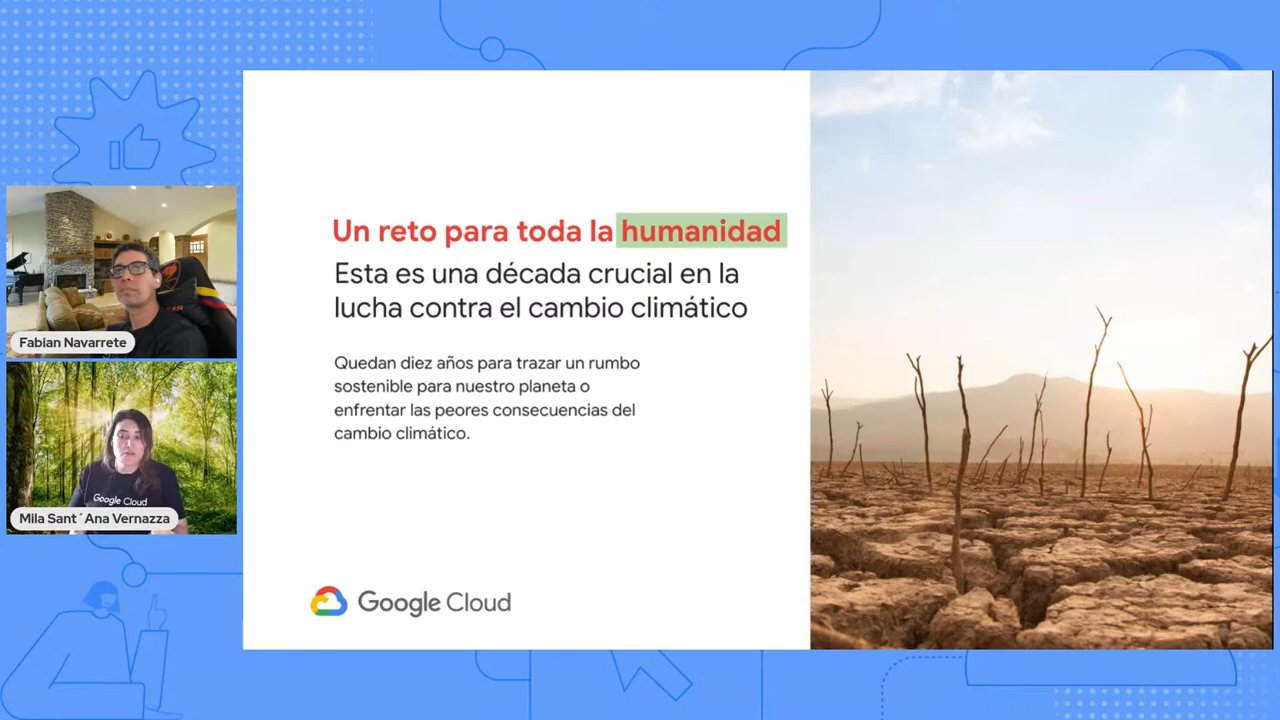 Un reto para toda la humanidad
Esta es una década crucial en la
lucha contra el cambio climático
Quedan diez años para trazar un rumbo
sostenible para nuestro planeta o
enfrentar las peores consecuencias del
cambio climático.
Google Cloud
Fabian Navarrete
Google Cloud
Mila Sant´Ana Vernazza